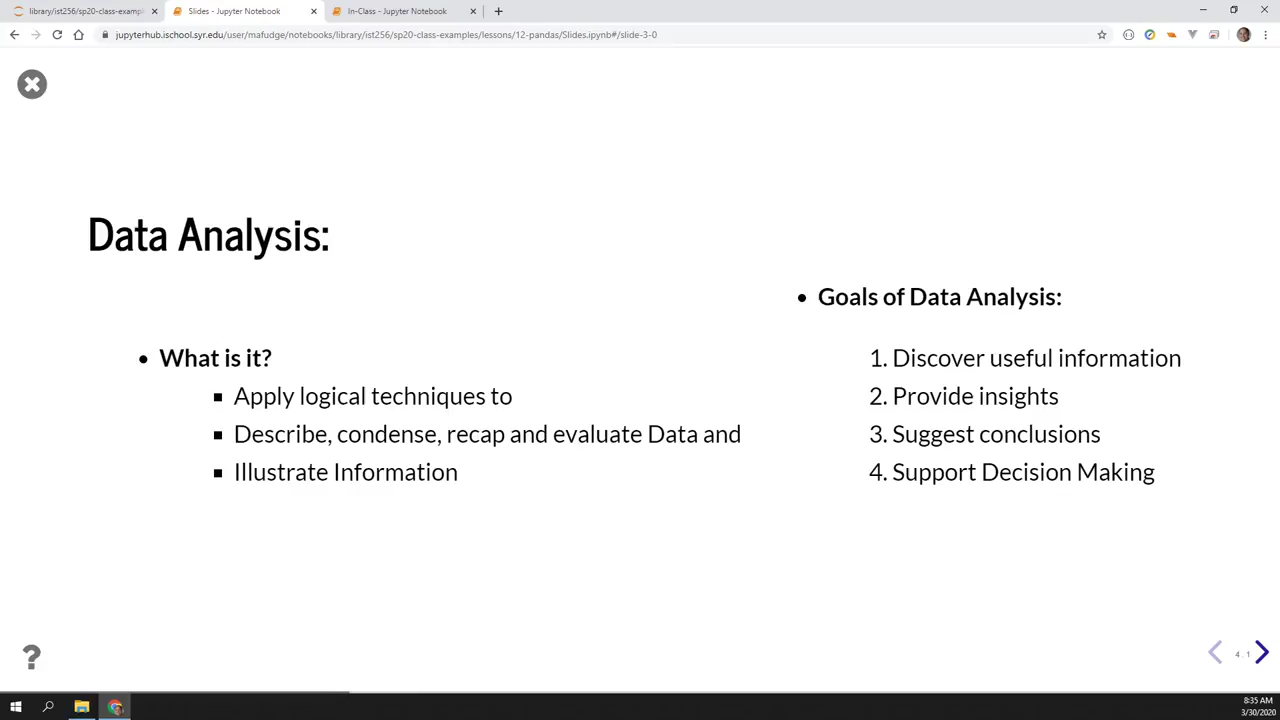 library/ist256/sp20-class-exampl
Slides - Jupyter Notebook
In-Class - Jupyter Notebook
jupyterhub.ischool.syr.edu/user/mafudge/notebooks/library/ist256/sp20-class-examples/lessons/12-pandas/Slides.ipynb#/slide-3-0
Data Analysis:
• What is it?
▪ Apply logical techniques to
▪ Describe, condense, recap and evaluate Data and
▪ Illustrate Information
• Goals of Data Analysis:
1. Discover useful information
2. Provide insights
3. Suggest conclusions
4. Support Decision Making
?
4 . 1
8:35 AM
3/30/2020